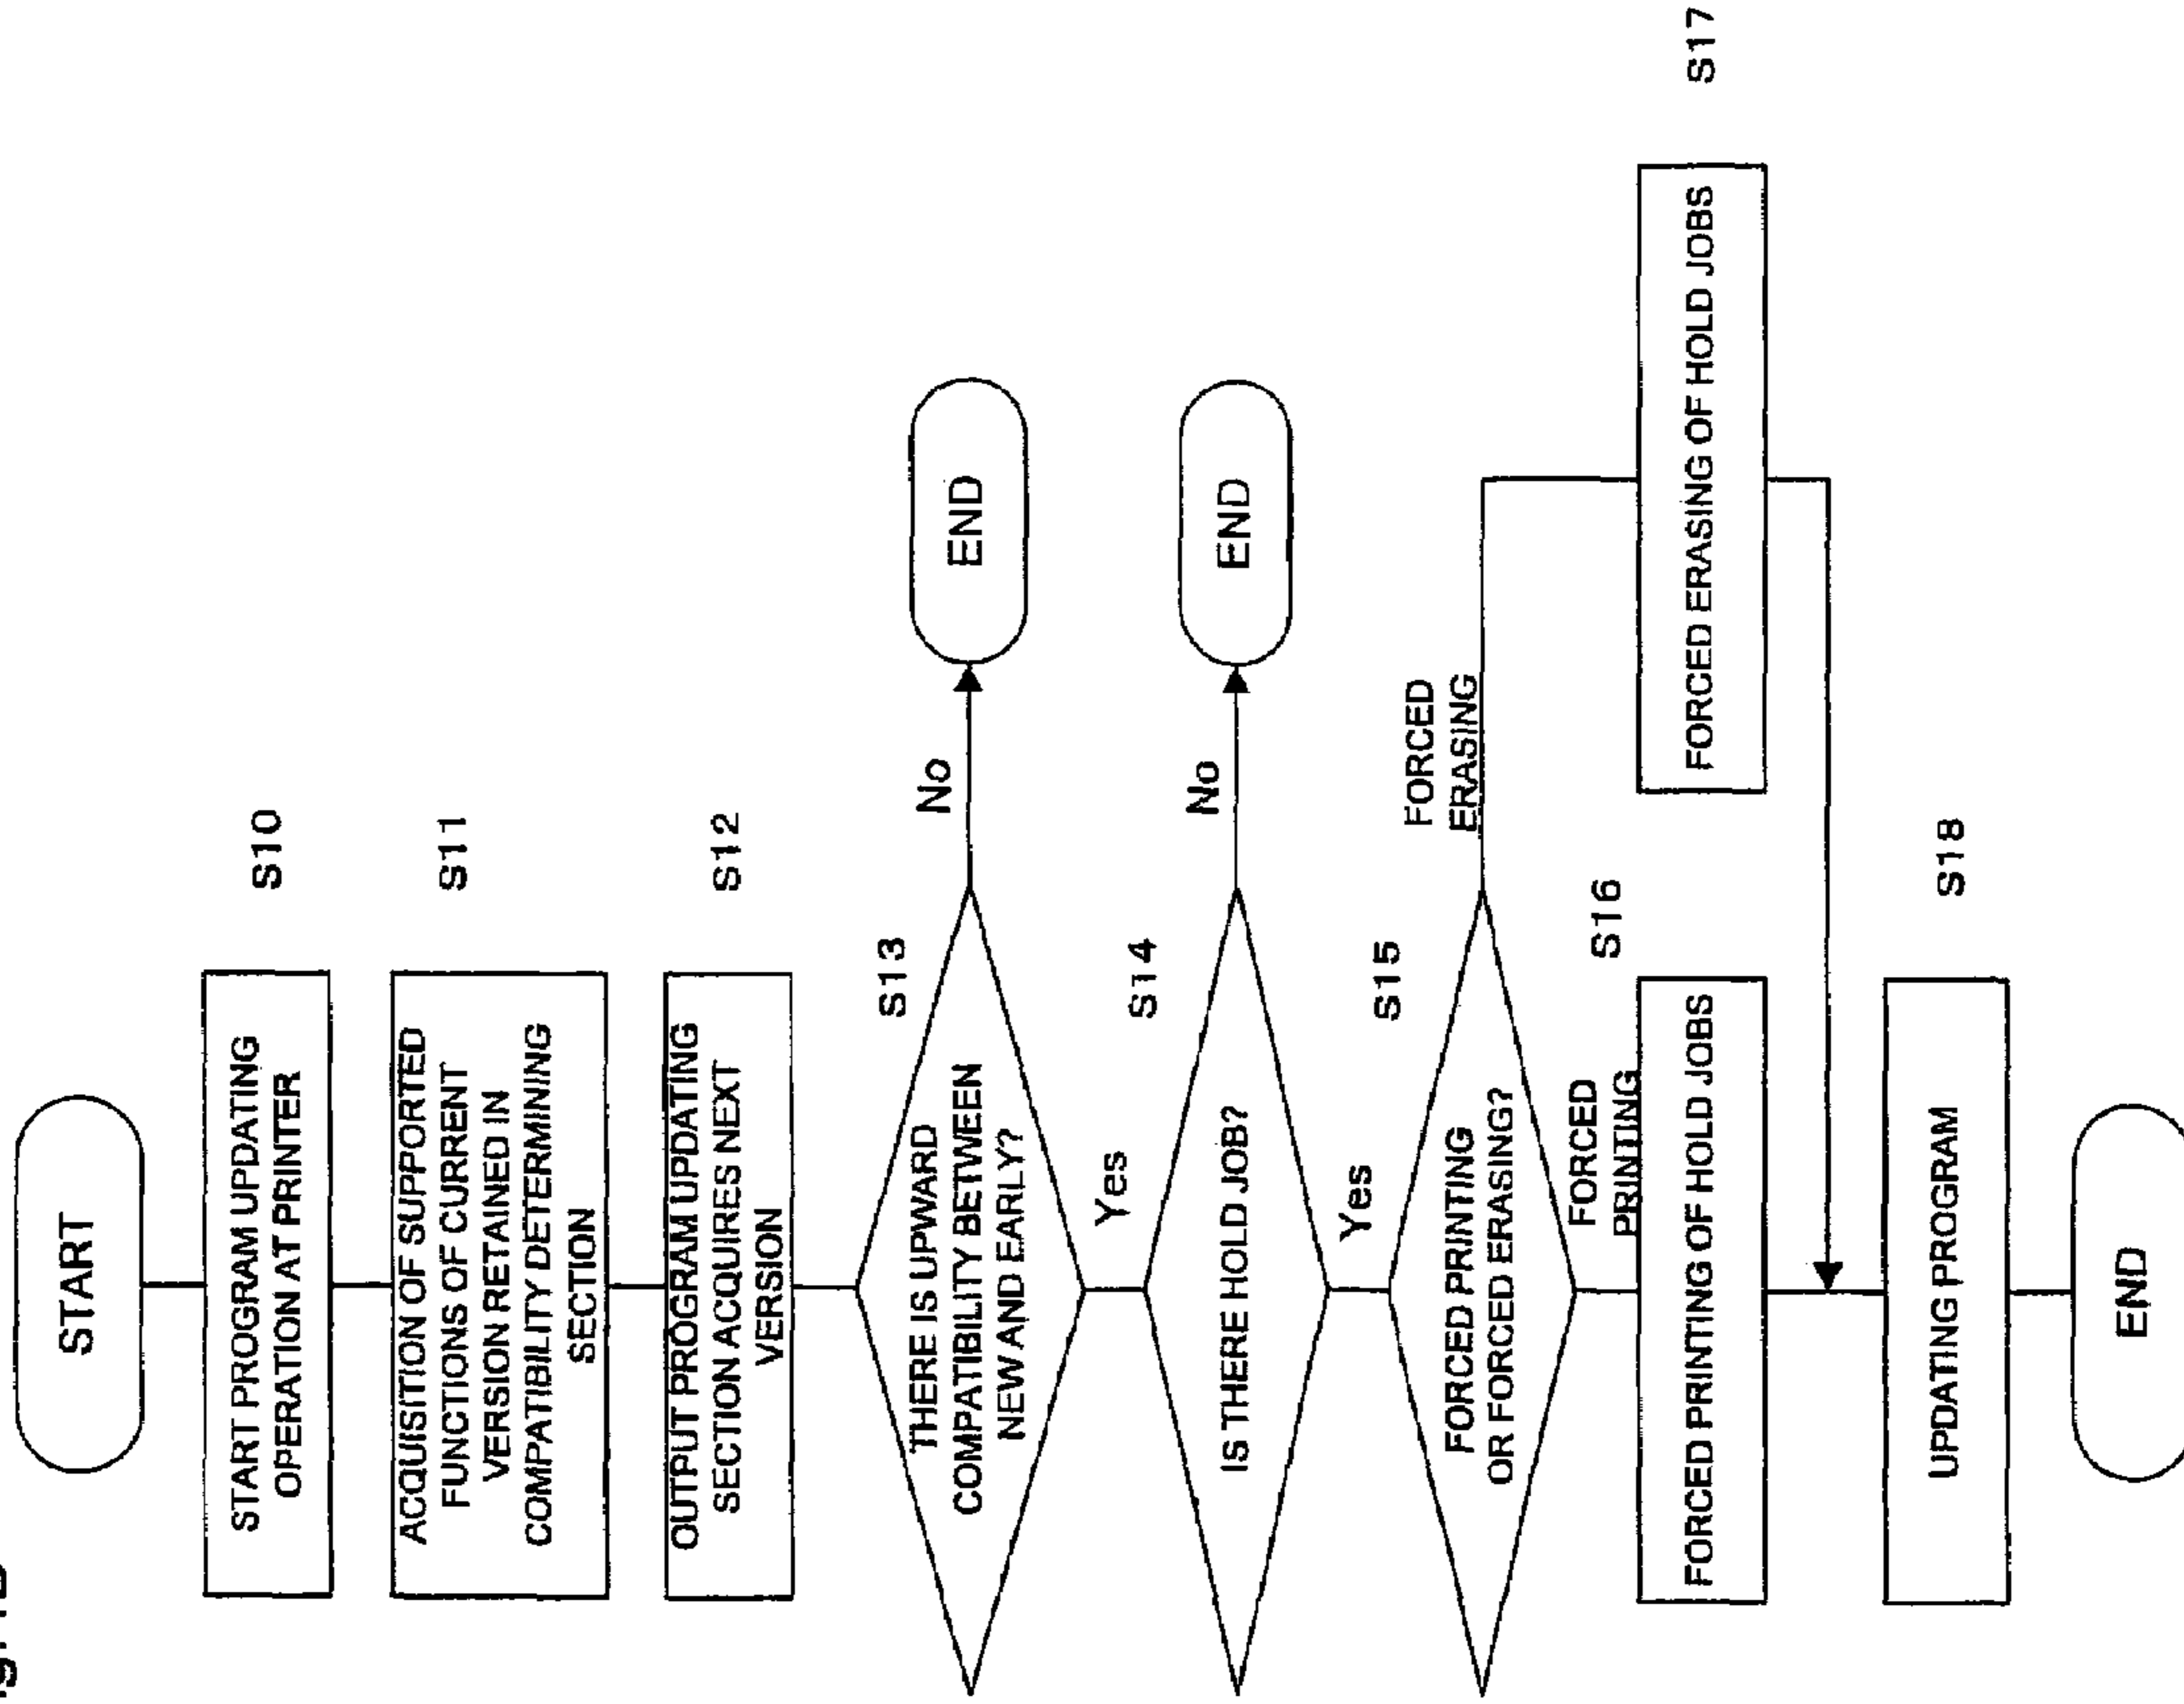 START
START PROGRAM UPDATING
OPERATION AT PRINTER
S10
ACQUISITION OF SUPPORTED
FUNCTIONS OF CURRENT
VERSION RETAINED IN
COMPATIBILITY DETERMINING
SECTION
S11
OUTPUT PROGRAM UPDATING
SECTION ACQUIRES NEXT
VERSION
S12
THERE IS UPWARD
COMPATIBILITY BETWEEN
NEW AND EARLY?
S13
No
END
Yes
IS THERE HOLD JOB?
S14
No
END
Yes
FORCED PRINTING
OR FORCED ERASING?
S15
FORCED
ERASING
FORCED
PRINTING
S16
FORCED PRINTING OF HOLD JOBS
FORCED ERASING OF HOLD JOBS
S17
UPDATING PROGRAM
S18
END